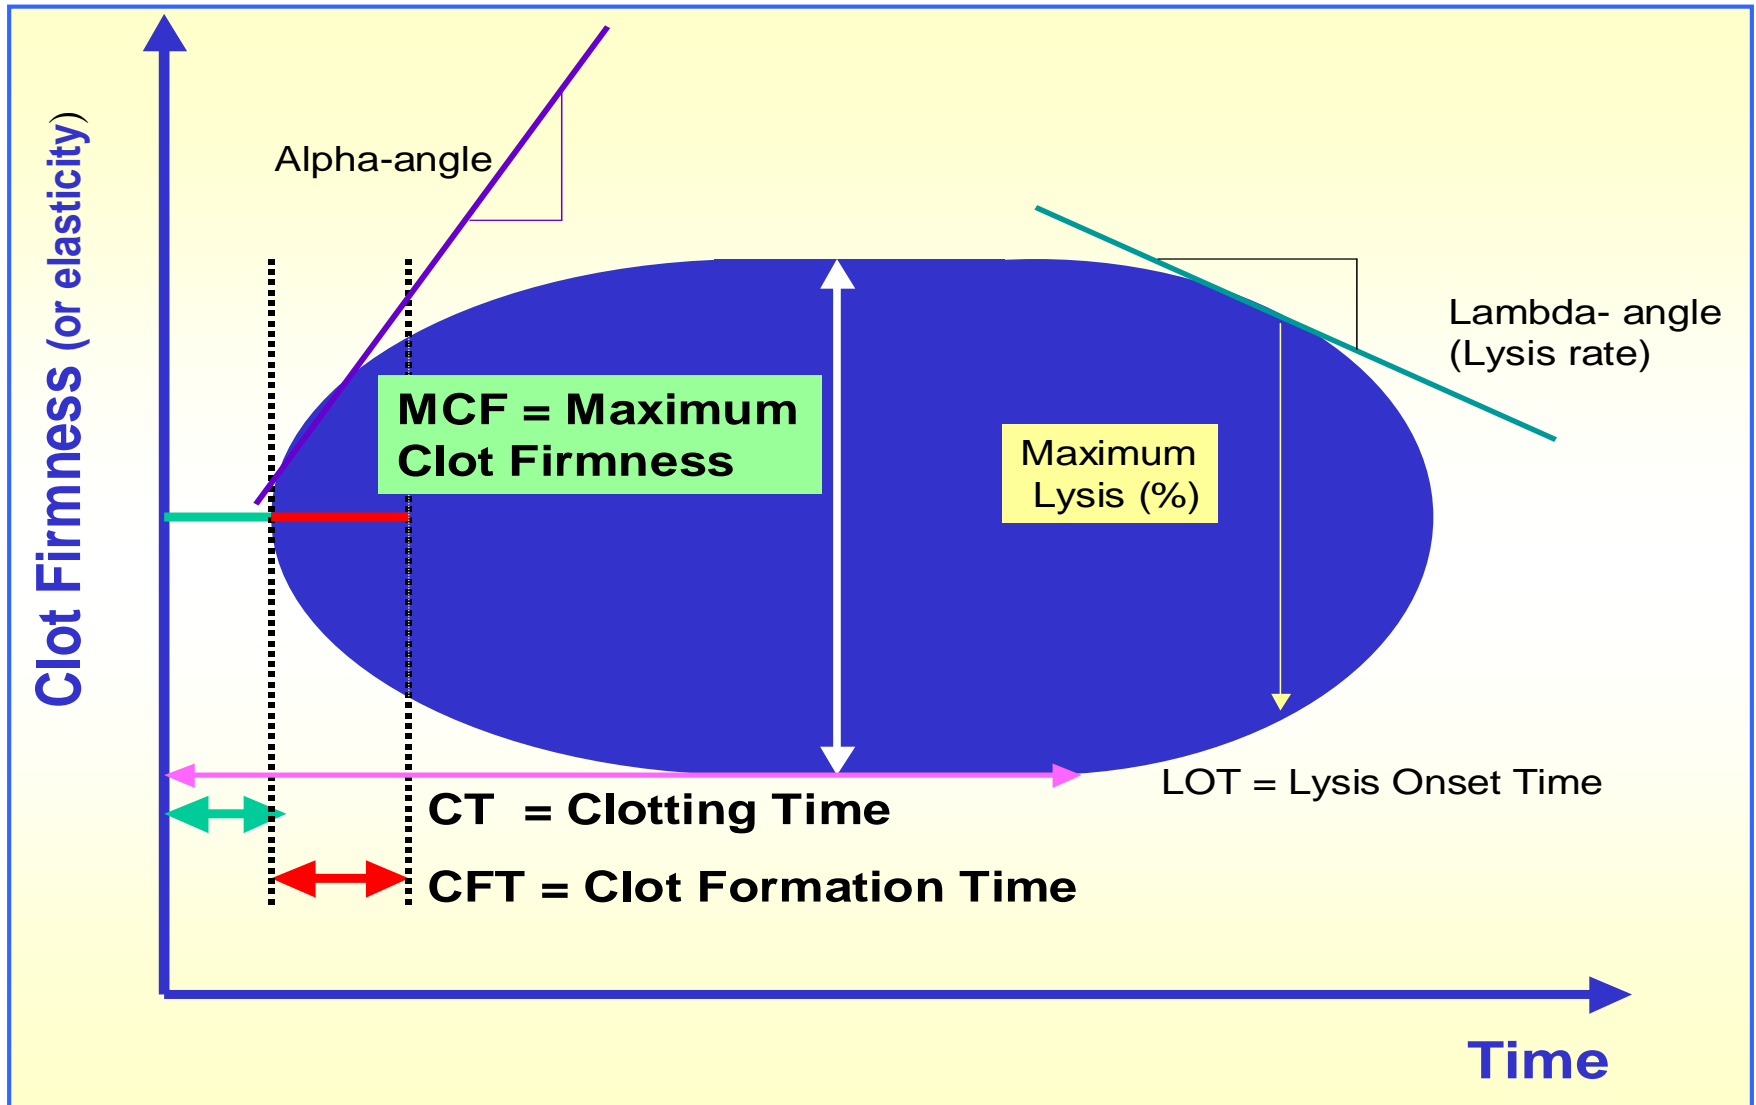 Clot Firmness (or elasticity)
Alpha-angle
Lambda- angle
(Lysis rate)
MCF = Maximum
Clot Firmness
Maximum
Lysis (%)
LOT = Lysis Onset Time
CT = Clotting Time
CFT = Clot Formation Time
Time